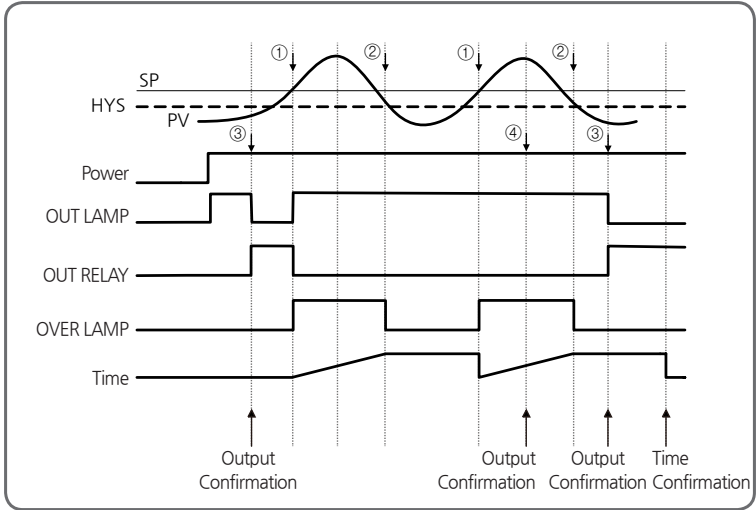 ① ② ① ②
SP
HYS
PV
③ ④ ③
Power
OUT LAMP
OUT RELAY
OVER LAMP
Time
Output Confirmation
Output Confirmation
Output Confirmation
Time Confirmation